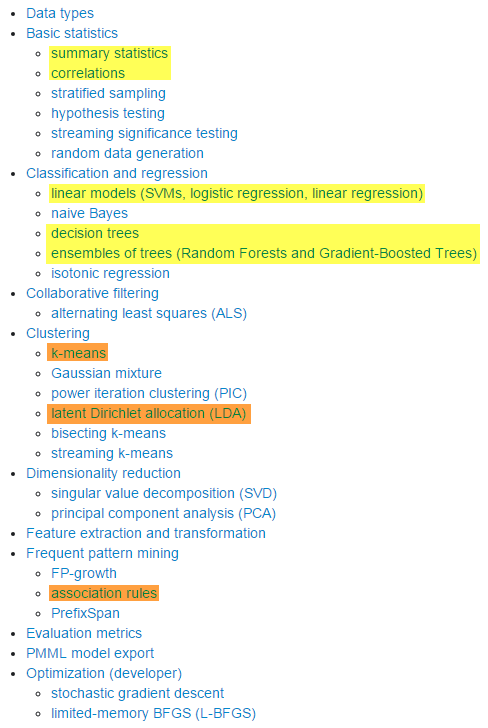 Data types
Basic statistics
summary statistics
correlations
stratified sampling
hypothesis testing
streaming significance testing
random data generation
Classification and regression
linear models (SVMs, logistic regression, linear regression)
naive Bayes
decision trees
ensembles of trees (Random Forests and Gradient-Boosted Trees)
isotonic regression
Collaborative filtering
alternating least squares (ALS)
Clustering
k-means
Gaussian mixture
power iteration clustering (PIC)
latent Dirichlet allocation (LDA)
bisecting k-means
streaming k-means
Dimensionality reduction
singular value decomposition (SVD)
principal component analysis (PCA)
Feature extraction and transformation
Frequent pattern mining
FP-growth
association rules
PrefixSpan
Evaluation metrics
PMML model export
Optimization (developer)
stochastic gradient descent
limited-memory BFGS (L-BFGS)